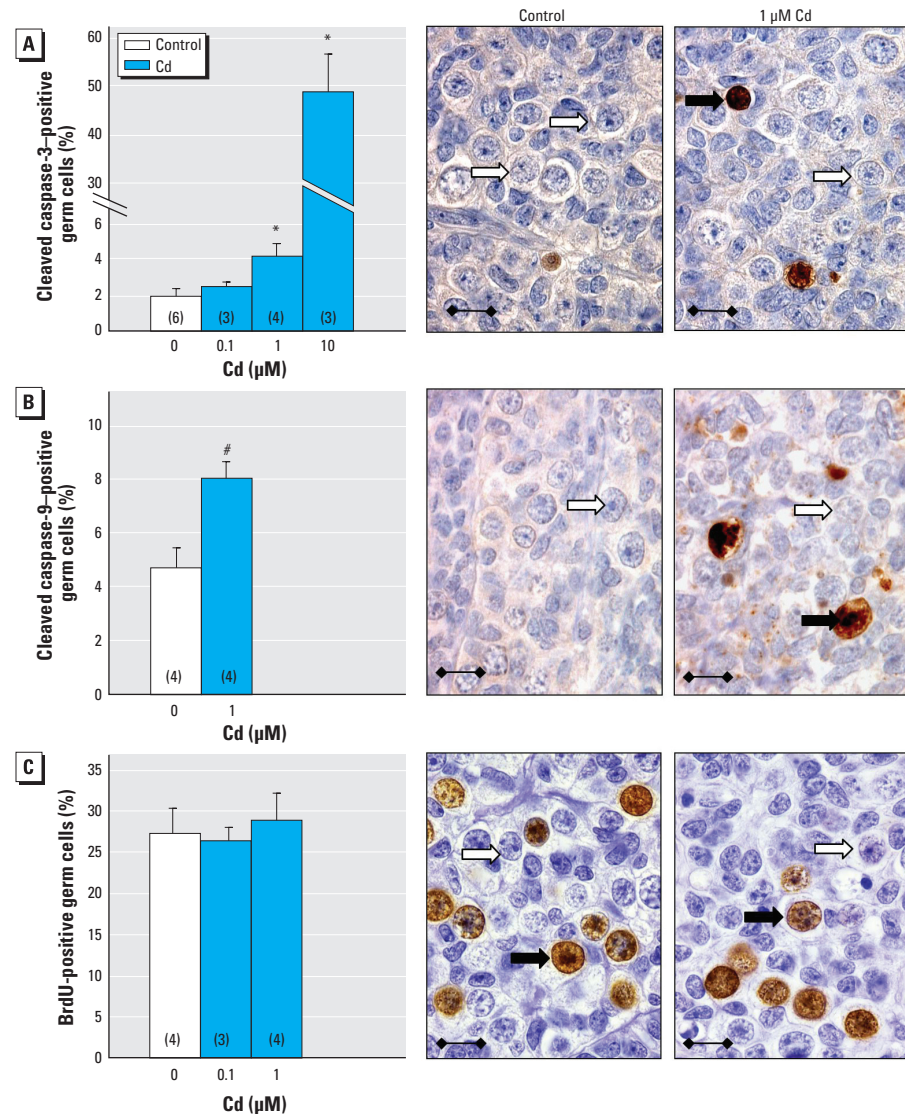 Control
1 µM Cd
A
Control
Cd
Cleaved caspase-3–positive
germ cells (%)
60
50
40
30
6
4
2
0
*
*
(6)
(3)
(4)
(3)
0
0.1
1
10
Cd (µM)
B
Cleaved caspase-9–positive
germ cells (%)
10
8
6
4
2
0
#
(4)
(4)
0
1
Cd (µM)
C
BrdU-positive germ cells (%)
35
30
25
20
15
10
5
0
(4)
(3)
(4)
0
0.1
1
Cd (µM)